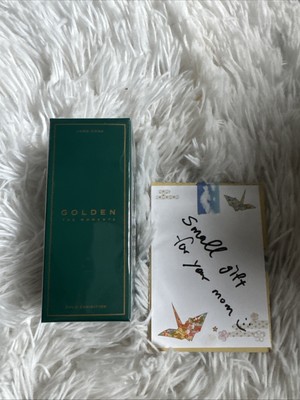 GOLDEN
THE MOMENTS
Small gift
for your mom :)